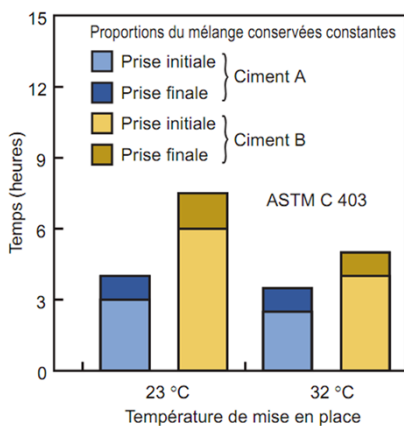 Proportions du mélange conservées constantes
Prise initiale
Prise finale
Ciment A
Prise initiale
Prise finale
Ciment B
ASTM C 403
Temps (heures)
15
12
9
6
3
0
23 °C
32 °C
Température de mise en place